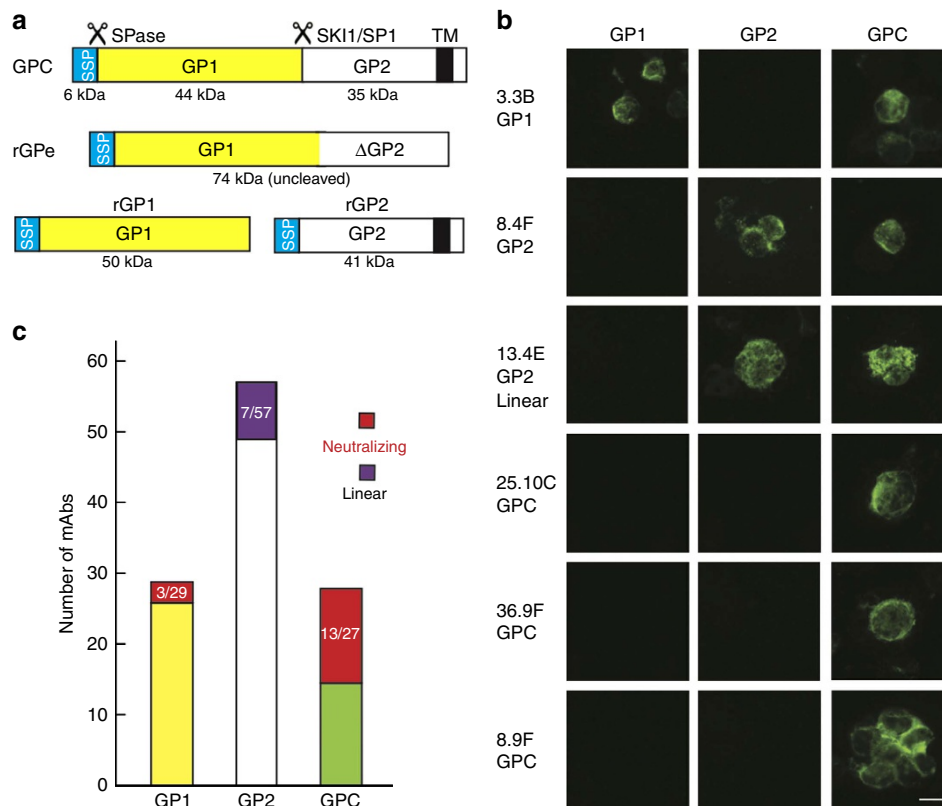 a
SPase
SKI1/SP1
TM
GPC
SSP
GP1
GP2
6 kDa
44 kDa
35 kDa
rGPe
SSP
GP1
ΔGP2
74 kDa (uncleaved)
rGP1
rGP2
SSP
GP1
SSP
GP2
50 kDa
41 kDa
b
GP1
GP2
GPC
3.3B
GP1
8.4F
GP2
13.4E
GP2
Linear
25.10C
GPC
36.9F
GPC
8.9F
GPC
c
Number of mAbs
60
50
40
30
20
10
0
7/57
3/29
13/27
Neutralizing
Linear
GP1
GP2
GPC